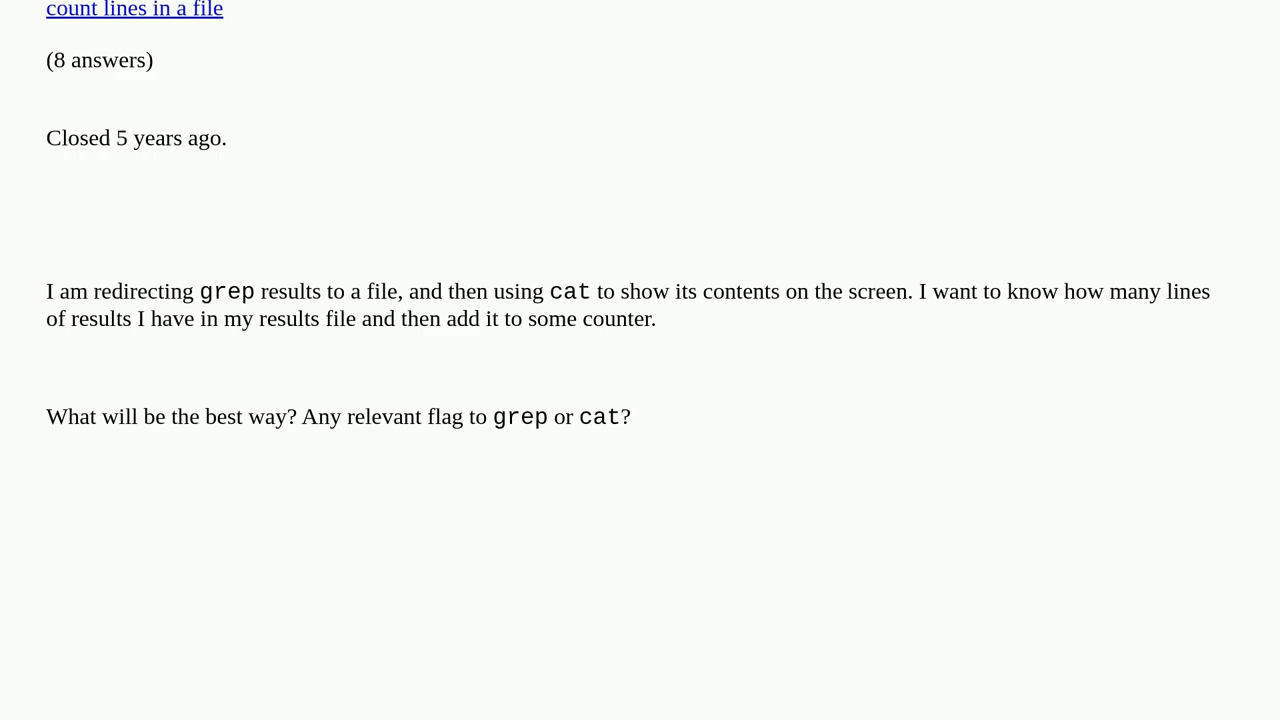 count lines in a file
(8 answers)
Closed 5 years ago.
I am redirecting grep results to a file, and then using cat to show its contents on the screen. I want to know how many lines
of results I have in my results file and then add it to some counter.
What will be the best way? Any relevant flag to grep or cat?